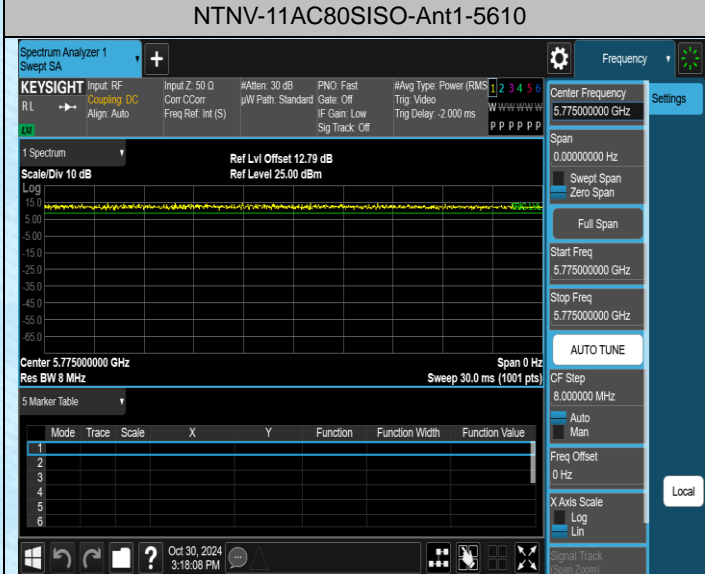 NTNV-11AC80SISO-Ant1-5610
Spectrum Analyzer 1
Swept SA
+
Frequency
KEYSIGHT
RL
LXI
Input: RF
Coupling: DC
Align: Auto
Input Z: 50 Ω
Corr CCorr
Freq Ref: Int (S)
#Atten: 30 dB
µW Path: Standard
PNO: Fast
Gate: Off
IF Gain: Low
Sig Track: Off
#Avg Type: Power (RMS
Trig: Video
Trig Delay: -2.000 ms
1 2 3 4 5 6
W W W W W W
P P P P P P
1 Spectrum
Scale/Div 10 dB
Ref Lvl Offset 12.79 dB
Ref Level 25.00 dBm
Log
15.0
5.00
-5.00
-15.0
-25.0
-35.0
-45.0
-55.0
-65.0
Center 5.775000000 GHz
Res BW 8 MHz
Span 0 Hz
Sweep 30.0 ms (1001 pts)
5 Marker Table
Mode Trace Scale X Y Function Function Width Function Value
1
2
3
4
5
6
Oct 30, 2024
3:18:08 PM
?
Center Frequency
5.775000000 GHz
Settings
Span
0.00000000 Hz
Swept Span
Zero Span
Full Span
Start Freq
5.775000000 GHz
Stop Freq
5.775000000 GHz
AUTO TUNE
CF Step
8.000000 MHz
Auto
Man
Freq Offset
0 Hz
X Axis Scale
Log
Lin
Signal Track
(Span Zoom)
Local